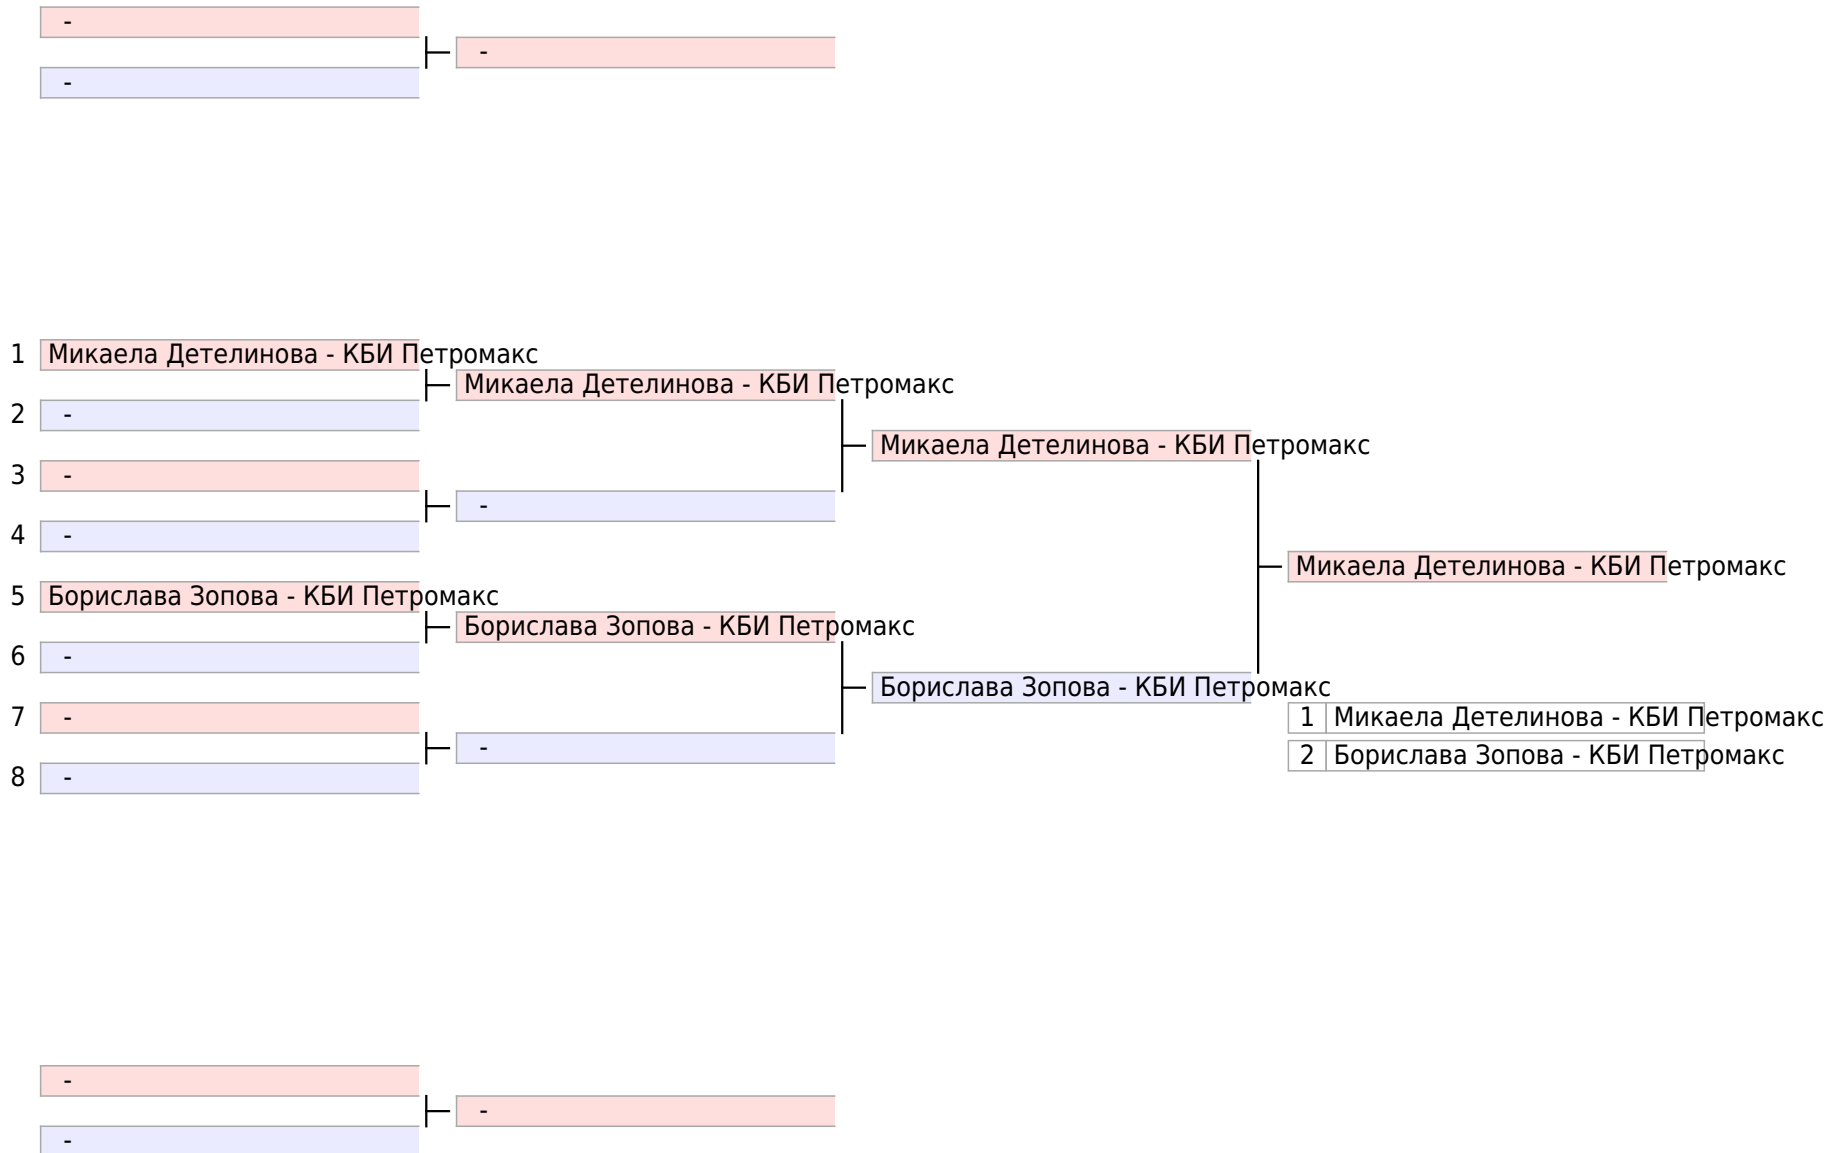 -
-
-
1 Микаела Детелинова - КБИ Петромакс
Микаела Детелинова - КБИ Петромакс
2 -
Микаела Детелинова - КБИ Петромакс
3 -
-
4 -
Микаела Детелинова - КБИ Петромакс
5 Борислава Зопова - КБИ Петромакс
Борислава Зопова - КБИ Петромакс
6 -
Борислава Зопова - КБИ Петромакс
7 -
1 Микаела Детелинова - КБИ Петромакс
-
2 Борислава Зопова - КБИ Петромакс
8 -
-
-
-